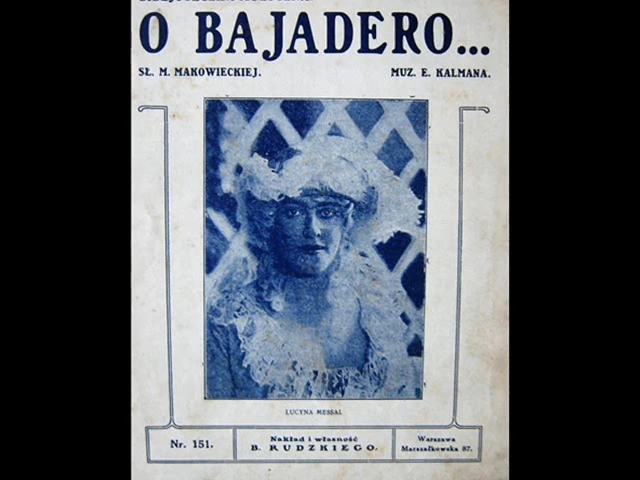 O BAJADERO...
SŁ. M. MAKOWIECKIEJ.
MUZ. E. KALMANA.
LUCYNA MESSAL
Nr. 151.
Nakład i własność
B. RUDZKIEGO.
Warszawa
Marszałkowska 87.